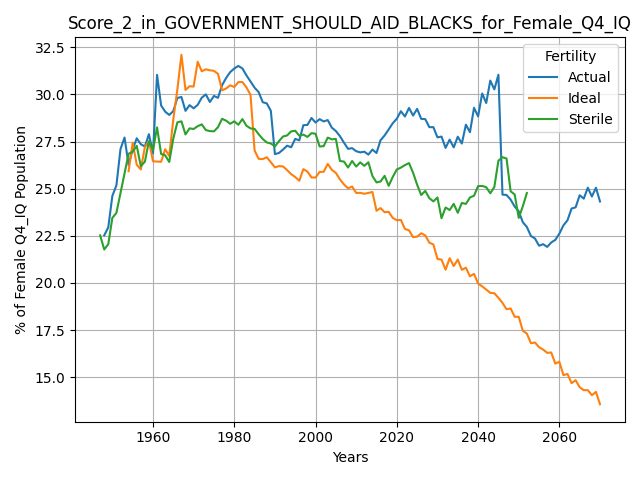 Score_2_in_GOVERNMENT_SHOULD_AID_BLACKS_for_Female_Q4_IQ
Fertility
Actual
Ideal
Sterile
% of Female Q4_IQ Population
32.5
30.0
27.5
25.0
22.5
20.0
17.5
15.0
1960
1980
2000
2020
2040
2060
Years